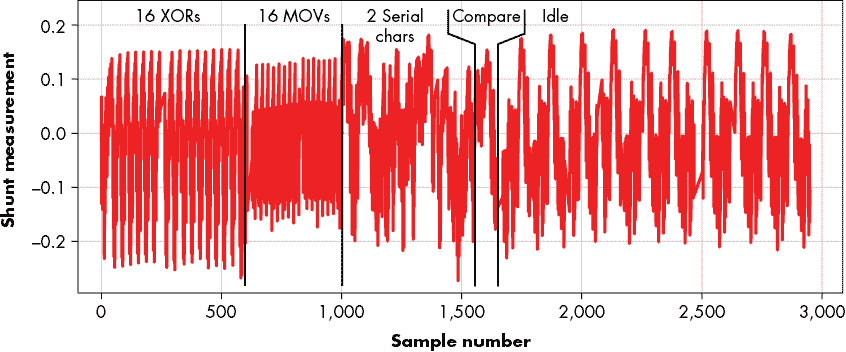 16 XORs
16 MOVs
2 Serial
chars
Compare
Idle
Shunt measurement
0.2
0.1
0.0
−0.1
−0.2
0
500
1,000
1,500
2,000
2,500
3,000
Sample number